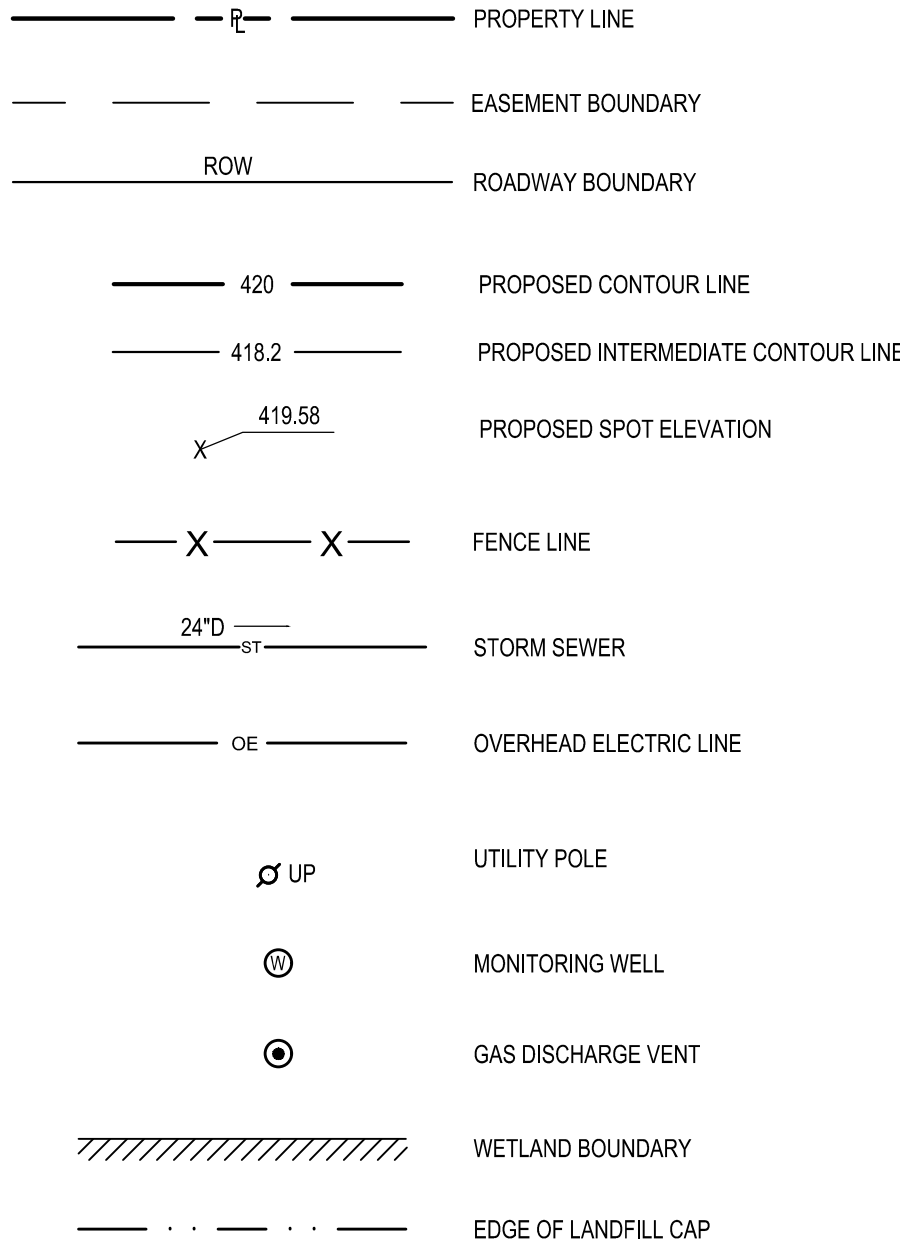 PL PROPERTY LINE
EASEMENT BOUNDARY
ROW
ROADWAY BOUNDARY
420 PROPOSED CONTOUR LINE
418.2 PROPOSED INTERMEDIATE CONTOUR LINE
419.58
X PROPOSED SPOT ELEVATION
X X FENCE LINE
24"D
ST STORM SEWER
OE OVERHEAD ELECTRIC LINE
UP UTILITY POLE
W MONITORING WELL
GAS DISCHARGE VENT
WETLAND BOUNDARY
EDGE OF LANDFILL CAP